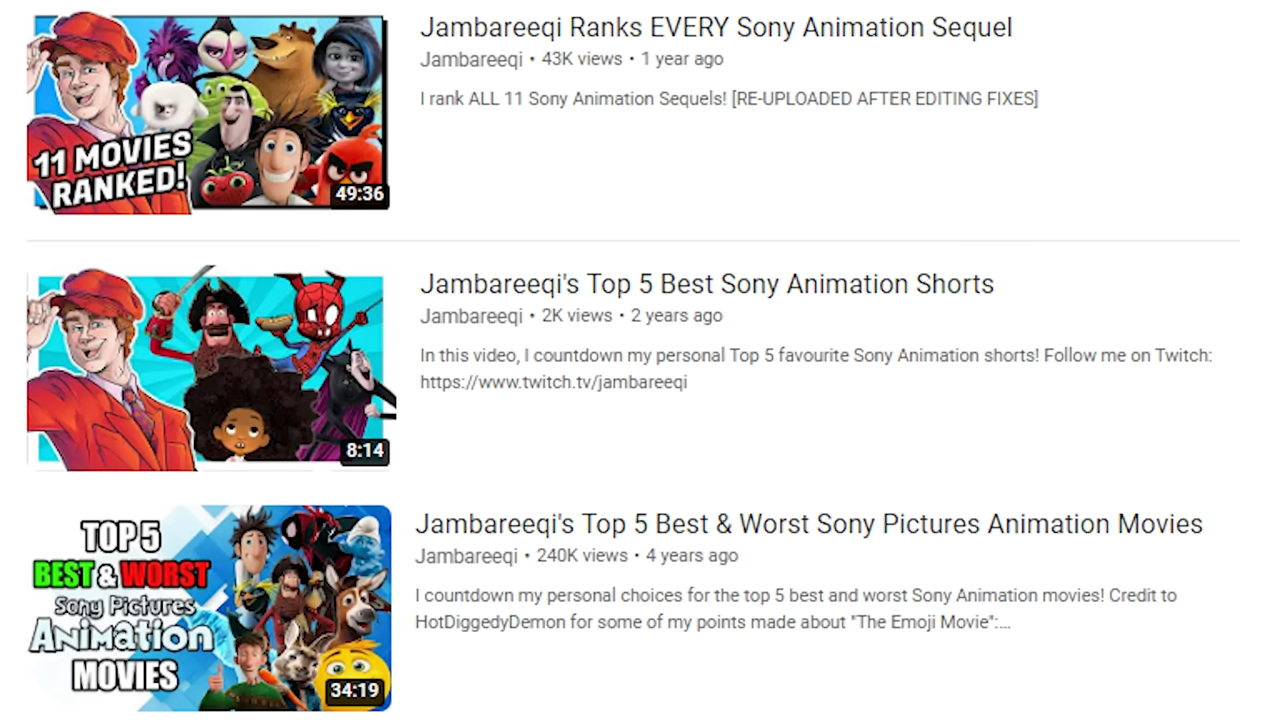 11 MOVIES
RANKED!
49:36
Jambareeqi Ranks EVERY Sony Animation Sequel
Jambareeqi • 43K views • 1 year ago
I rank ALL 11 Sony Animation Sequels! [RE-UPLOADED AFTER EDITING FIXES]
8:14
Jambareeqi's Top 5 Best Sony Animation Shorts
Jambareeqi • 2K views • 2 years ago
In this video, I countdown my personal Top 5 favourite Sony Animation shorts! Follow me on Twitch:
https://www.twitch.tv/jambareeqi
TOP 5
BEST & WORST
Sony Pictures
Animation
MOVIES
34:19
Jambareeqi's Top 5 Best & Worst Sony Pictures Animation Movies
Jambareeqi • 240K views • 4 years ago
I countdown my personal choices for the top 5 best and worst Sony Animation movies! Credit to
HotDiggedyDemon for some of my points made about "The Emoji Movie":...